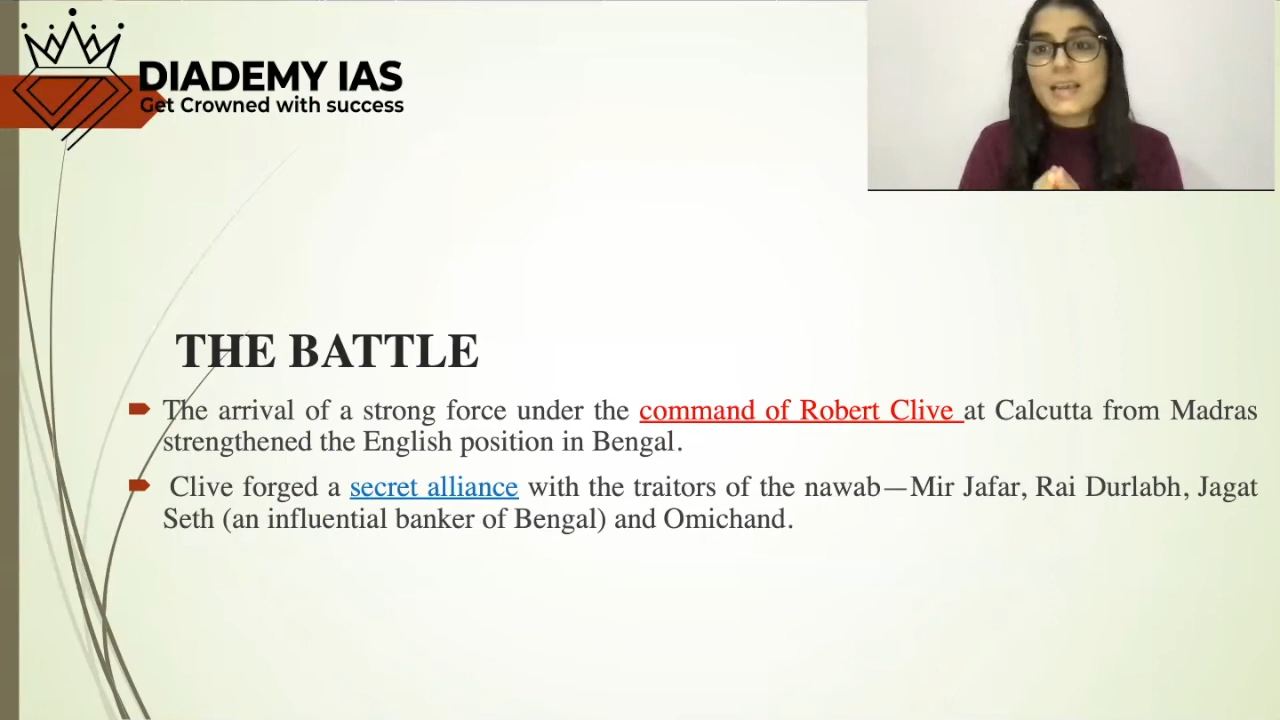 DIADEMY IAS
Get Crowned with success
THE BATTLE
The arrival of a strong force under the command of Robert Clive at Calcutta from Madras
strengthened the English position in Bengal.
Clive forged a secret alliance with the traitors of the nawab—Mir Jafar, Rai Durlabh, Jagat
Seth (an influential banker of Bengal) and Omichand.